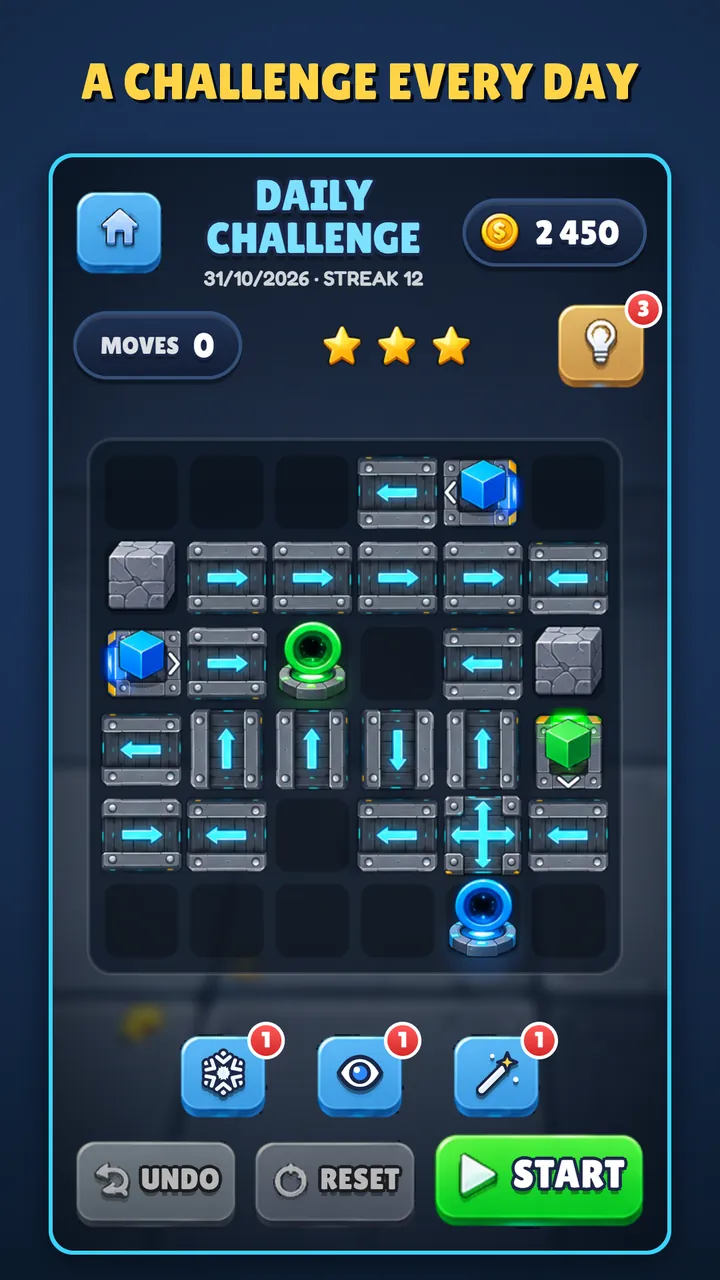 A CHALLENGE EVERY DAY
DAILY
CHALLENGE
2 450
31/10/2026 · STREAK 12
MOVES 0
3
1
1
1
UNDO
RESET
START